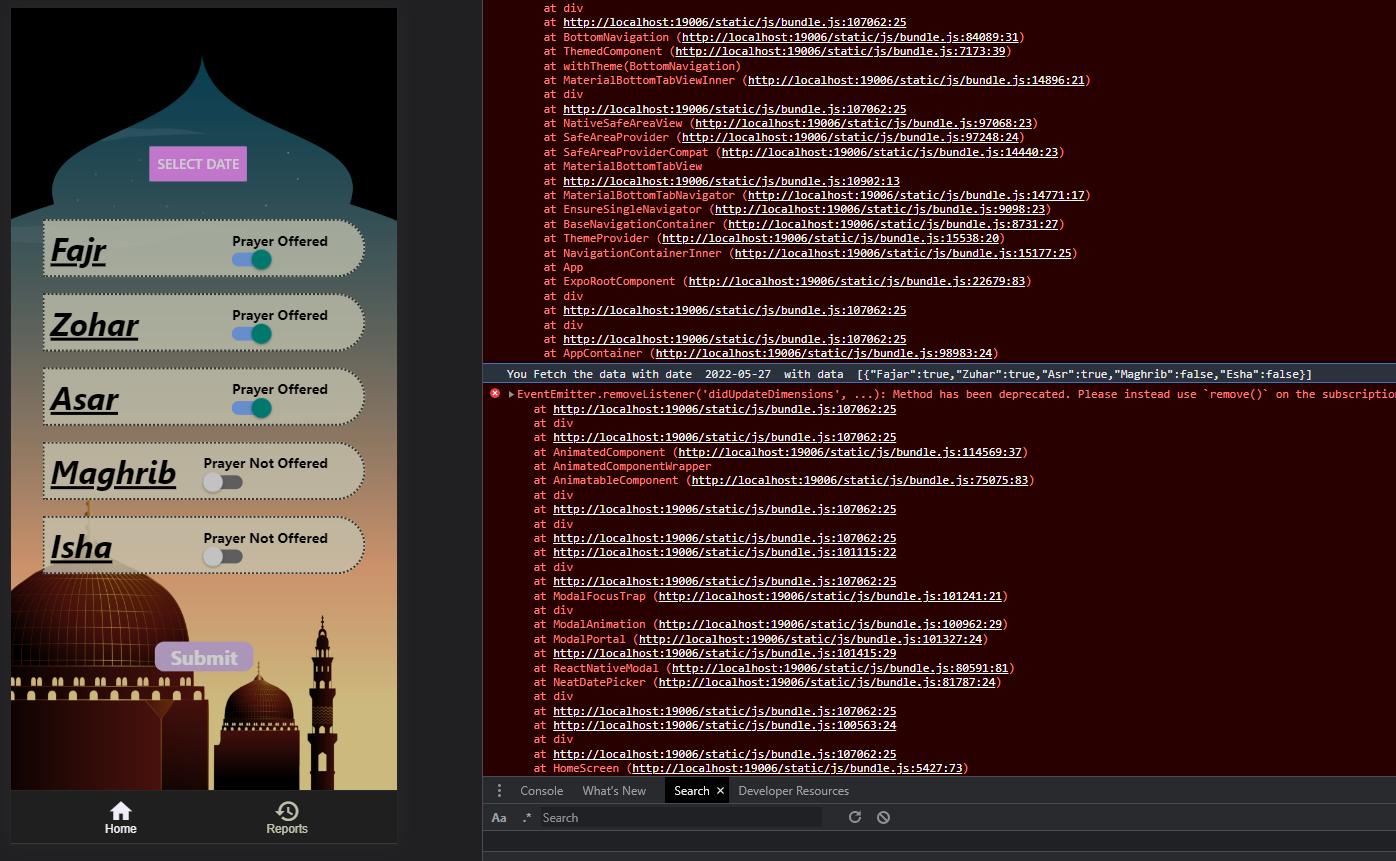 SELECT DATE
Fajr
Prayer Offered
Zohar
Prayer Offered
Asar
Prayer Offered
Maghrib
Prayer Not Offered
Isha
Prayer Not Offered
Submit
Home
Reports
at div
at http://localhost:19006/static/js/bundle.js:107062:25
at BottomNavigation (http://localhost:19006/static/js/bundle.js:84089:31)
at ThemedComponent (http://localhost:19006/static/js/bundle.js:7173:39)
at withTheme(BottomNavigation)
at MaterialBottomTabViewInner (http://localhost:19006/static/js/bundle.js:14896:21)
at div
at http://localhost:19006/static/js/bundle.js:107062:25
at NativeSafeAreaView (http://localhost:19006/static/js/bundle.js:97068:23)
at SafeAreaProvider (http://localhost:19006/static/js/bundle.js:97248:24)
at SafeAreaProviderCompat (http://localhost:19006/static/js/bundle.js:14440:23)
at MaterialBottomTabView
at http://localhost:19006/static/js/bundle.js:10902:13
at MaterialBottomTabNavigator (http://localhost:19006/static/js/bundle.js:14771:17)
at EnsureSingleNavigator (http://localhost:19006/static/js/bundle.js:9098:23)
at BaseNavigationContainer (http://localhost:19006/static/js/bundle.js:8731:27)
at ThemeProvider (http://localhost:19006/static/js/bundle.js:15538:20)
at NavigationContainerInner (http://localhost:19006/static/js/bundle.js:15177:25)
at App
at ExpoRootComponent (http://localhost:19006/static/js/bundle.js:22679:83)
at div
at http://localhost:19006/static/js/bundle.js:107062:25
at div
at http://localhost:19006/static/js/bundle.js:107062:25
at AppContainer (http://localhost:19006/static/js/bundle.js:98983:24)
You Fetch the data with date 2022-05-27 with data [{"Fajar":true,"Zuhar":true,"Asr":true,"Maghrib":false,"Esha":false}]
EventEmitter.removeListener('didUpdateDimensions', ...): Method has been deprecated. Please instead use `remove()` on the subscription
at http://localhost:19006/static/js/bundle.js:107062:25
at div
at http://localhost:19006/static/js/bundle.js:107062:25
at AnimatedComponent (http://localhost:19006/static/js/bundle.js:114569:37)
at AnimatedComponentWrapper
at AnimatableComponent (http://localhost:19006/static/js/bundle.js:75075:83)
at div
at http://localhost:19006/static/js/bundle.js:107062:25
at div
at http://localhost:19006/static/js/bundle.js:107062:25
at http://localhost:19006/static/js/bundle.js:101115:22
at div
at http://localhost:19006/static/js/bundle.js:107062:25
at ModalFocusTrap (http://localhost:19006/static/js/bundle.js:101241:21)
at div
at ModalAnimation (http://localhost:19006/static/js/bundle.js:100962:29)
at ModalPortal (http://localhost:19006/static/js/bundle.js:101327:24)
at http://localhost:19006/static/js/bundle.js:101415:29
at ReactNativeModal (http://localhost:19006/static/js/bundle.js:80591:81)
at NeatDatePicker (http://localhost:19006/static/js/bundle.js:81787:24)
at div
at http://localhost:19006/static/js/bundle.js:107062:25
at http://localhost:19006/static/js/bundle.js:100563:24
at div
at http://localhost:19006/static/js/bundle.js:107062:25
at HomeScreen (http://localhost:19006/static/js/bundle.js:5427:73)
Console What's New Search × Developer Resources
Aa .* Search